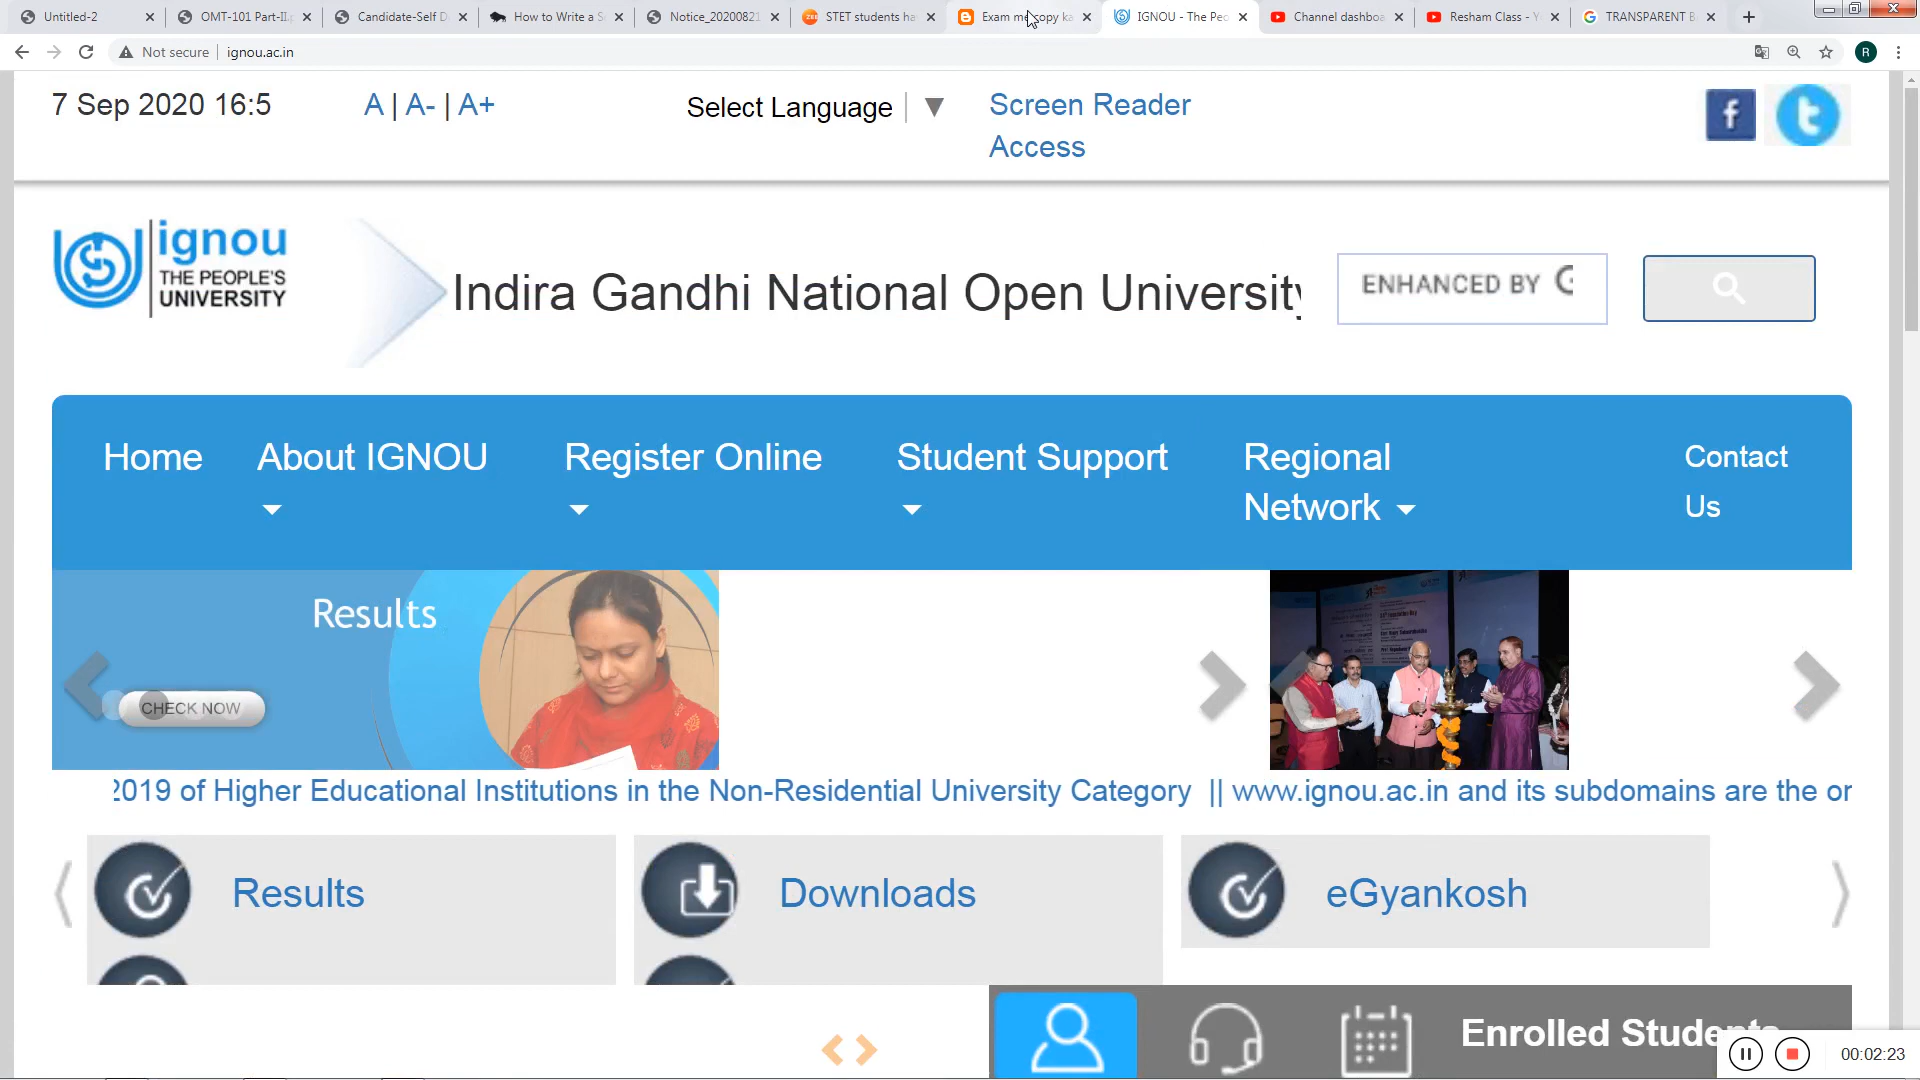 Untitled-2
OMT-101 Part-II.
Candidate-Self D
How to Write a S
Notice_20200821
STET students ha
Exam me copy ka
IGNOU - The Peo
Channel dashboa
Resham Class - Y
TRANSPARENT B
Not secure
ignou.ac.in
R
7 Sep 2020 16:5
A | A- | A+
Select Language
Screen Reader
Access
ignou
THE PEOPLE'S
UNIVERSITY
Indira Gandhi National Open University
ENHANCED BY G
Home
About IGNOU
Register Online
Student Support
Regional
Network
Contact
Us
Results
CHECK NOW
2019 of Higher Educational Institutions in the Non-Residential University Category || www.ignou.ac.in and its subdomains are the or
Results
Downloads
eGyankosh
Enrolled Students
00:02:23